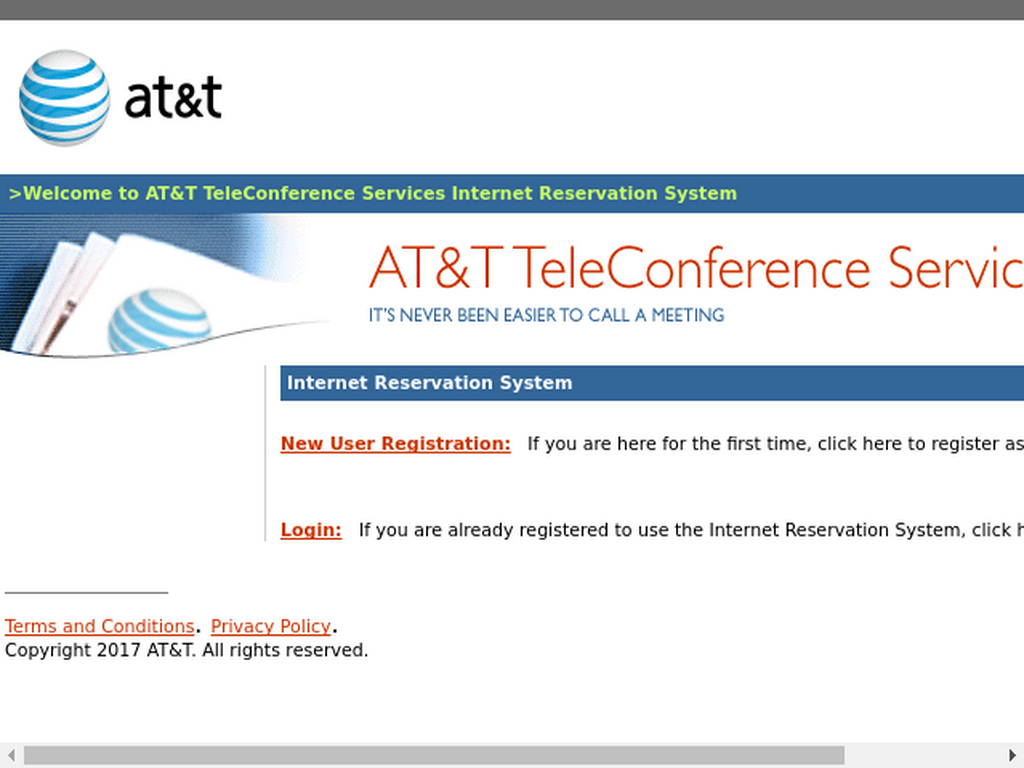 at&t
>Welcome to AT&T TeleConference Services Internet Reservation System
AT&T TeleConference Servic
IT'S NEVER BEEN EASIER TO CALL A MEETING
Internet Reservation System
New User Registration: If you are here for the first time, click here to register as
Login: If you are already registered to use the Internet Reservation System, click h
Terms and Conditions. Privacy Policy.
Copyright 2017 AT&T. All rights reserved.